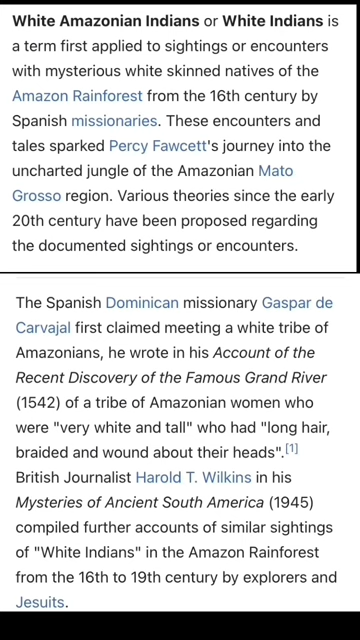 White Amazonian Indians or White Indians is
a term first applied to sightings or encounters
with mysterious white skinned natives of the
Amazon Rainforest from the 16th century by
Spanish missionaries. These encounters and
tales sparked Percy Fawcett's journey into the
uncharted jungle of the Amazonian Mato
Grosso region. Various theories since the early
20th century have been proposed regarding
the documented sightings or encounters.
The Spanish Dominican missionary Gaspar de
Carvajal first claimed meeting a white tribe of
Amazonians, he wrote in his Account of the
Recent Discovery of the Famous Grand River
(1542) of a tribe of Amazonian women who
were "very white and tall" who had "long hair,
braided and wound about their heads".[1]
British Journalist Harold T. Wilkins in his
Mysteries of Ancient South America (1945)
compiled further accounts of similar sightings
of "White Indians" in the Amazon Rainforest
from the 16th to 19th century by explorers and
Jesuits.